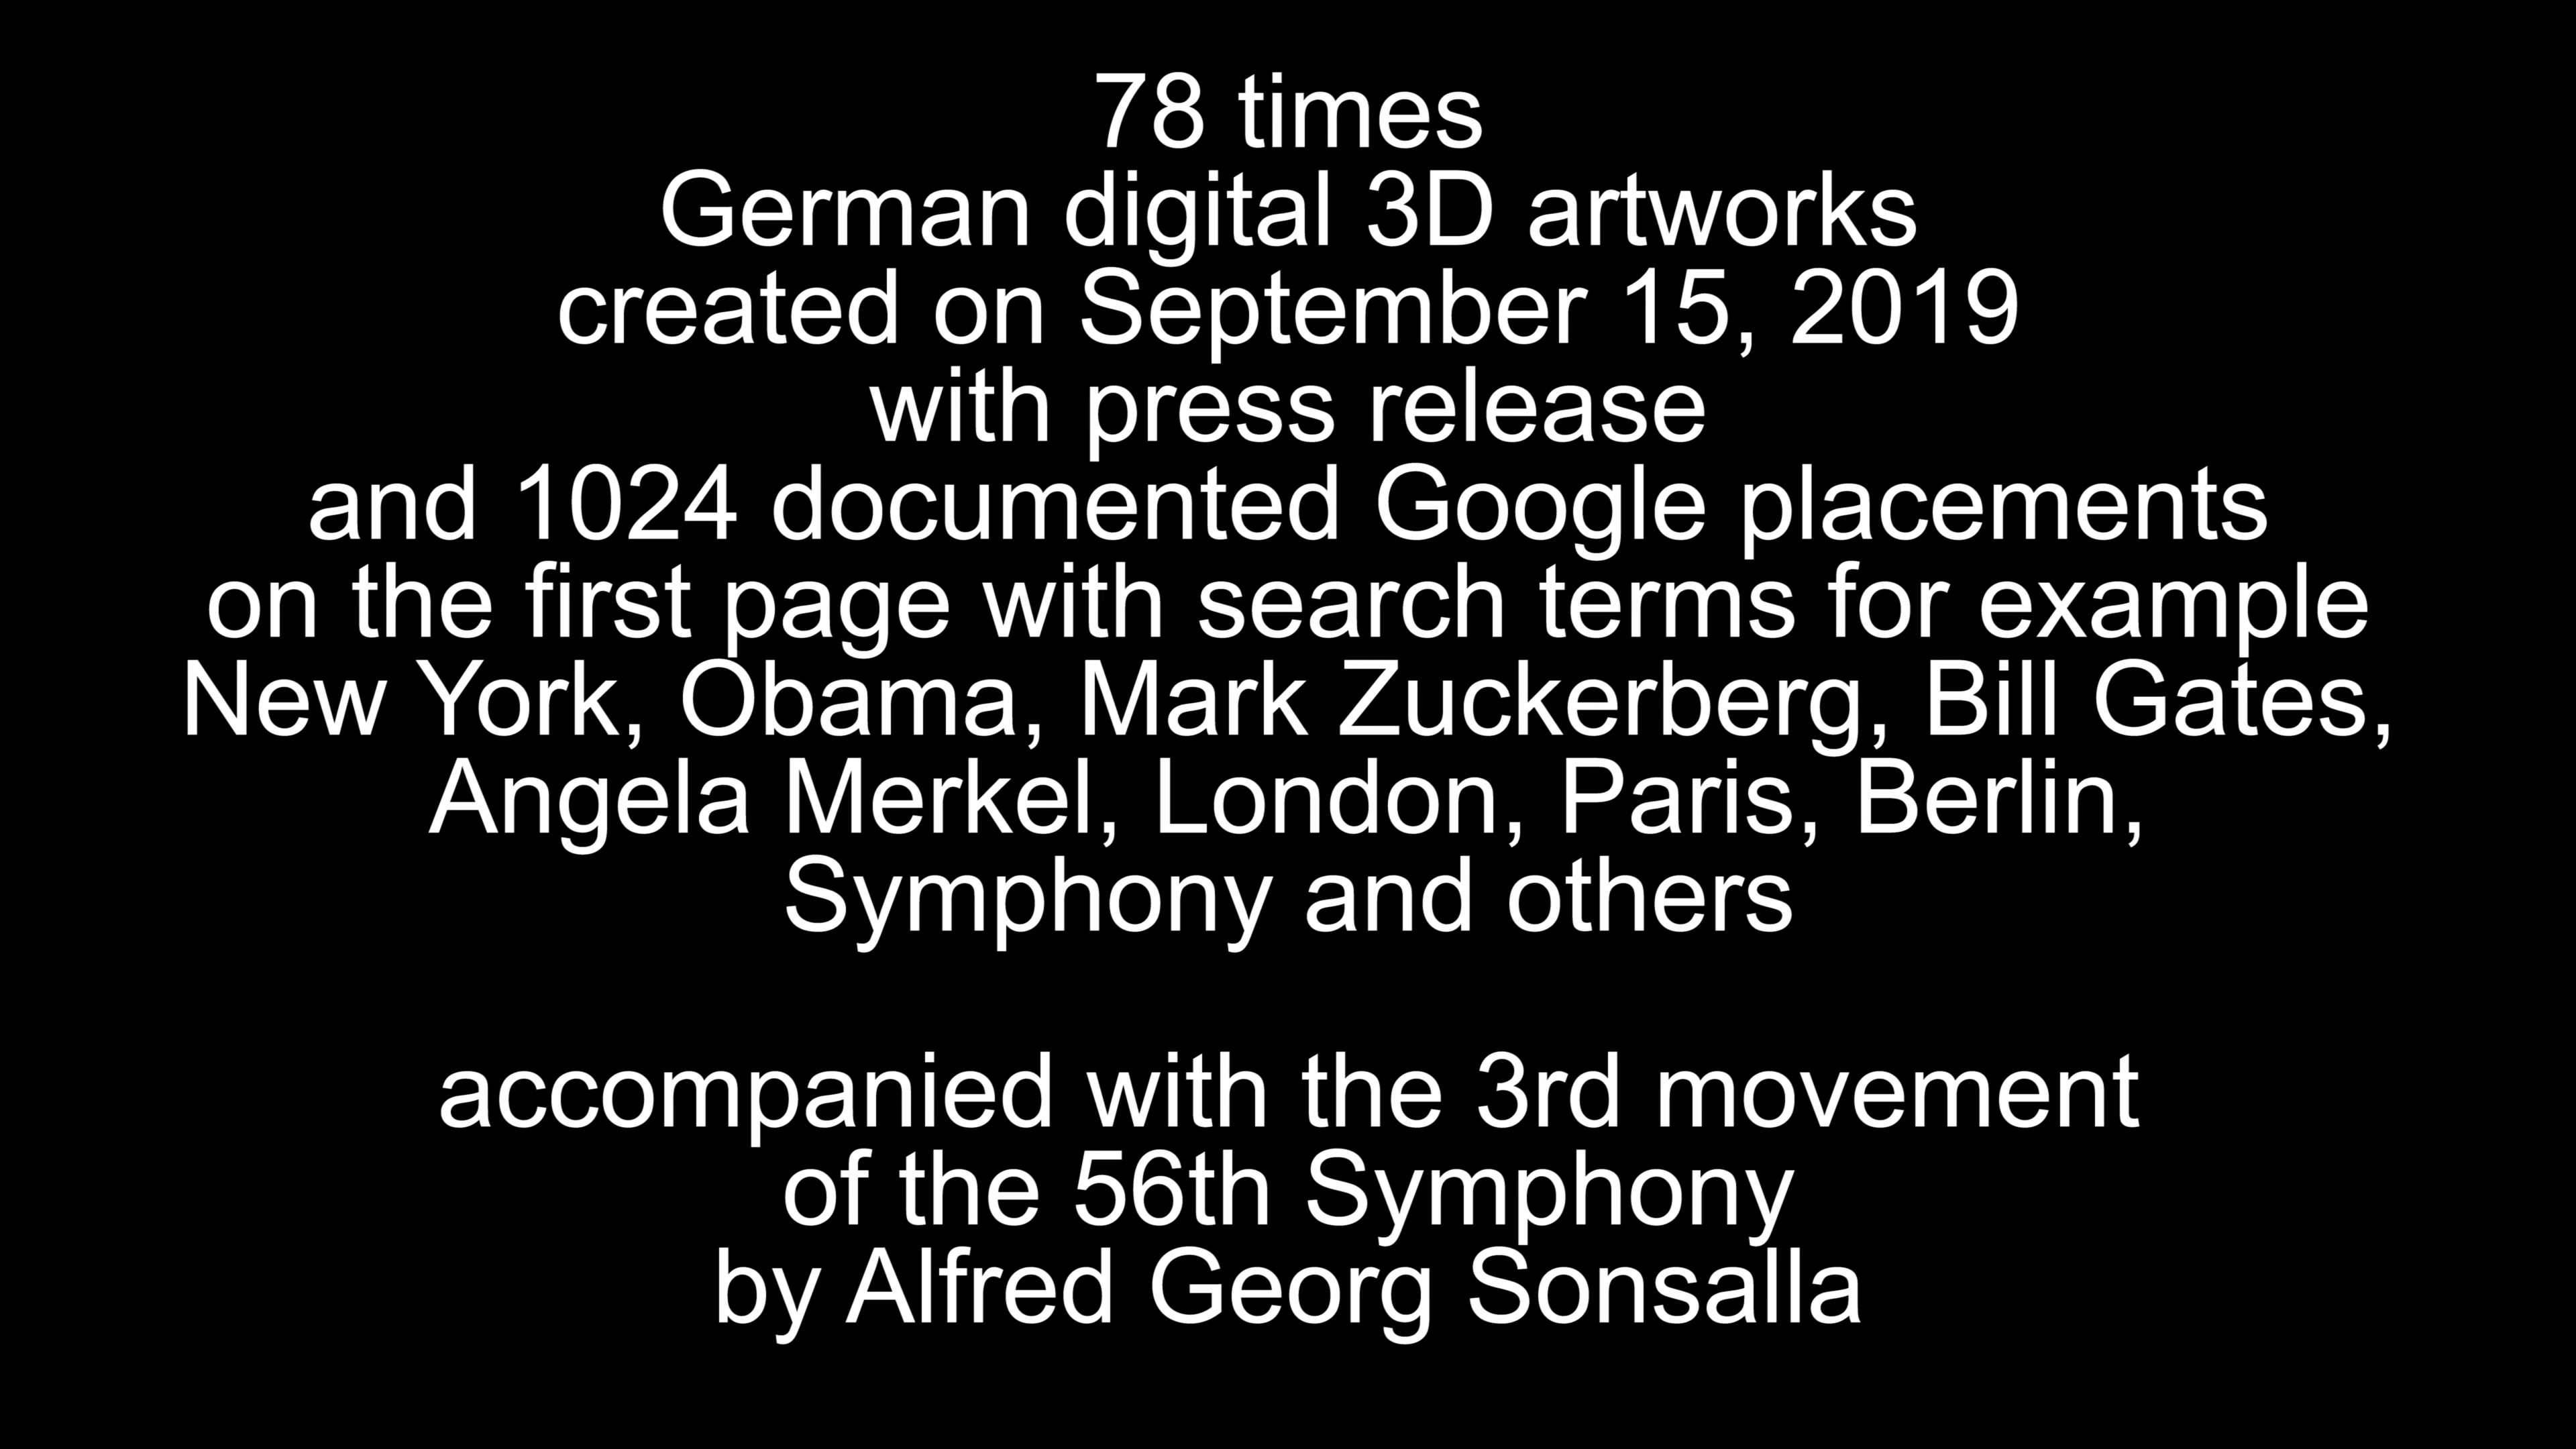 78 times
German digital 3D artworks
created on September 15, 2019
with press release
and 1024 documented Google placements
on the first page with search terms for example
New York, Obama, Mark Zuckerberg, Bill Gates,
Angela Merkel, London, Paris, Berlin,
Symphony and others
accompanied with the 3rd movement
of the 56th Symphony
by Alfred Georg Sonsalla